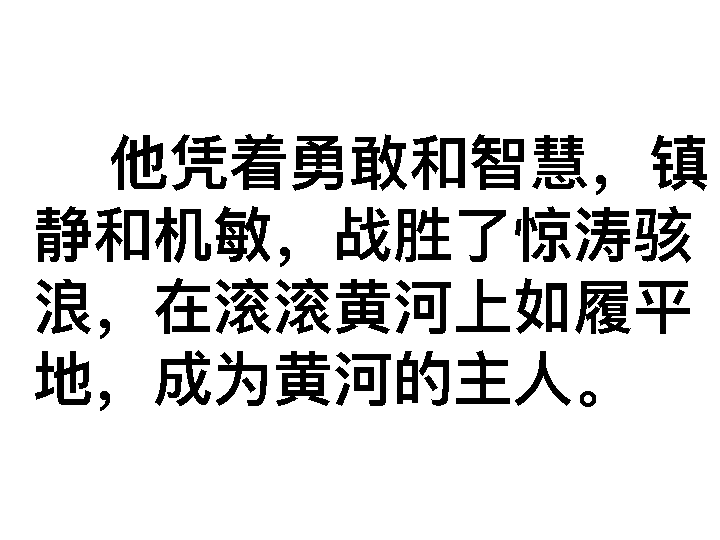 他凭着勇敢和智慧，镇
静和机敏，战胜了惊涛骇
浪，在滚滚黄河上如履平
地，成为黄河的主人。